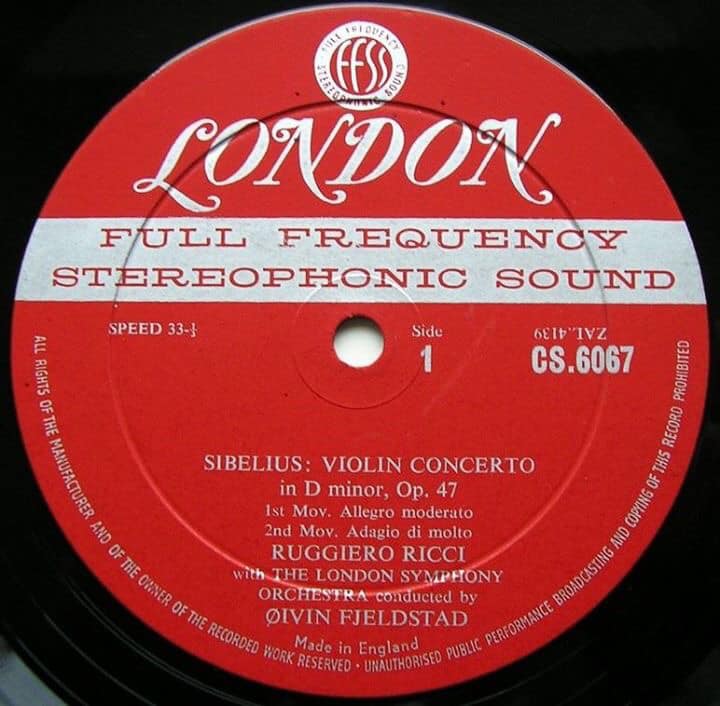 FULL FREQUENCY
FFSS
STEREOPHONIC SOUND
LONDON
FULL FREQUENCY
STEREOPHONIC SOUND
SPEED 33-⅓
Side
1
ZAL.4139
CS.6067
SIBELIUS: VIOLIN CONCERTO
in D minor, Op. 47
1st Mov. Allegro moderato
2nd Mov. Adagio di molto
RUGGIERO RICCI
with THE LONDON SYMPHONY
ORCHESTRA conducted by
ØIVIN FJELDSTAD
Made in England
ALL RIGHTS OF THE MANUFACTURER AND OF THE OWNER OF THE RECORDED WORK RESERVED · UNAUTHORISED PUBLIC PERFORMANCE BROADCASTING AND COPYING OF THIS RECORD PROHIBITED